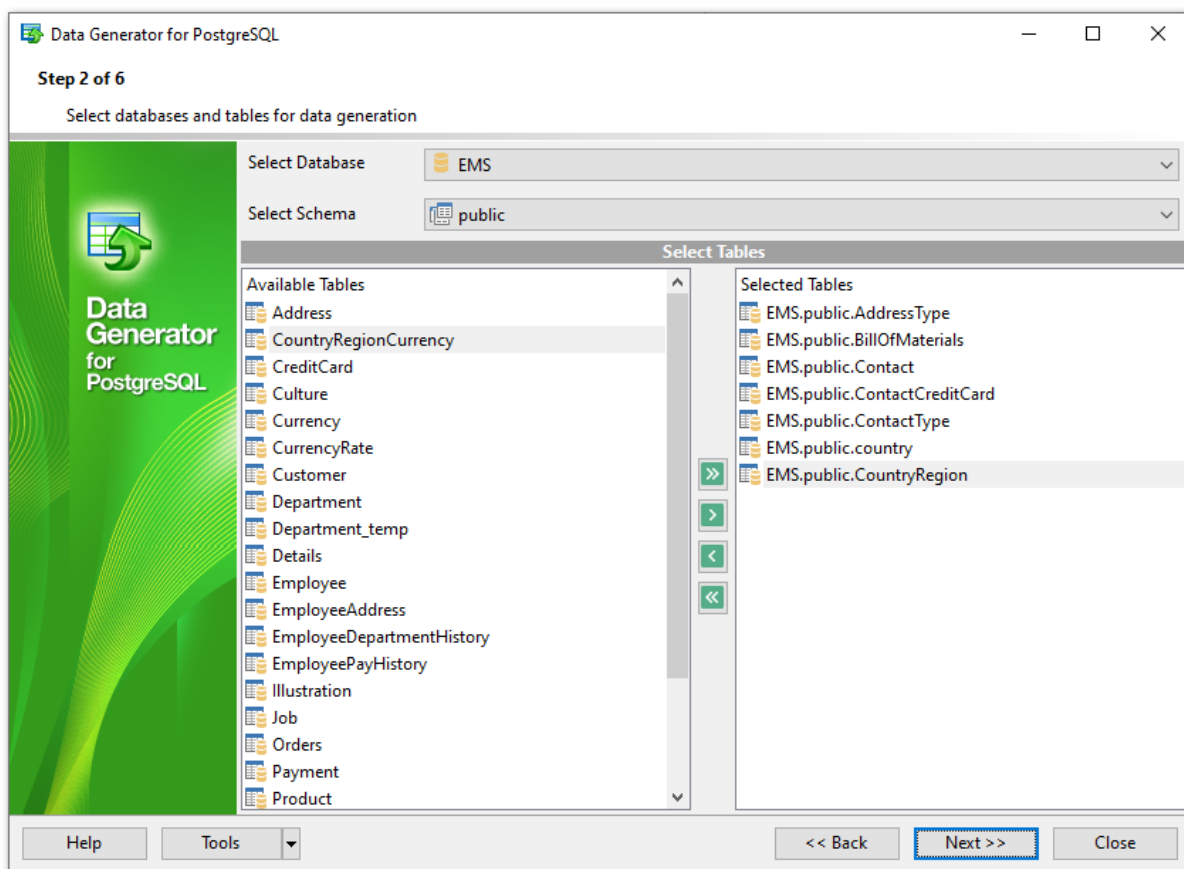 Data Generator for PostgreSQL
Step 2 of 6
Select databases and tables for data generation
Data
Generator
for
PostgreSQL
Select Database
EMS
Select Schema
public
Select Tables
Available Tables
Address
CountryRegionCurrency
CreditCard
Culture
Currency
CurrencyRate
Customer
Department
Department_temp
Details
Employee
EmployeeAddress
EmployeeDepartmentHistory
EmployeePayHistory
Illustration
Job
Orders
Payment
Product
Selected Tables
EMS.public.AddressType
EMS.public.BillOfMaterials
EMS.public.Contact
EMS.public.ContactCreditCard
EMS.public.ContactType
EMS.public.country
EMS.public.CountryRegion
Help
Tools
<< Back
Next >>
Close